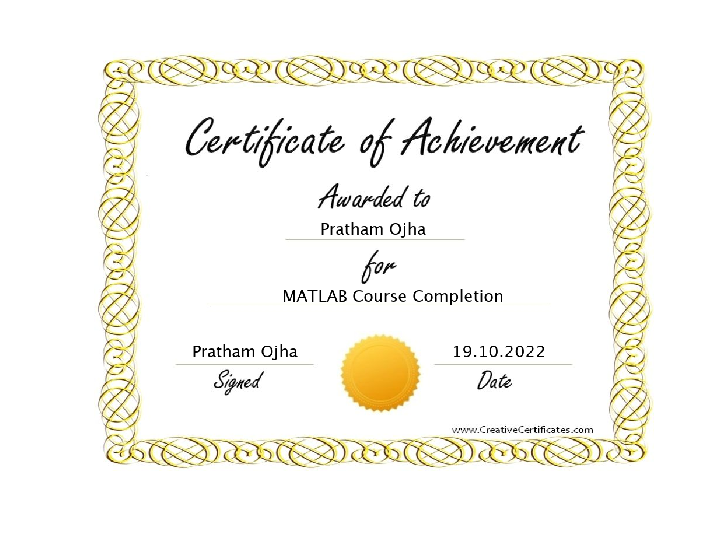 Certificate of Achievement
Awarded to
Pratham Ojha
for
MATLAB Course Completion
Pratham Ojha 19.10.2022
Signed Date
www.CreativeCertificates.com